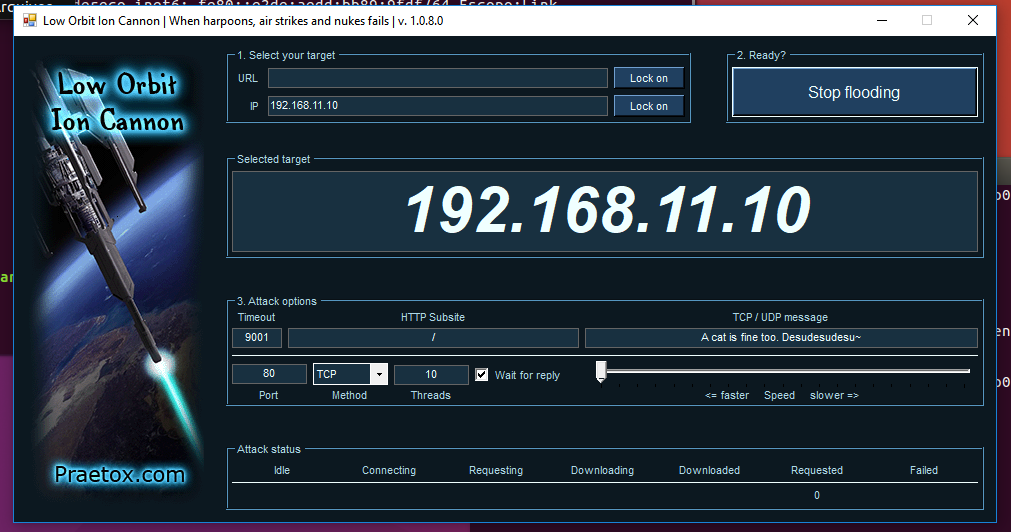 Low Orbit Ion Cannon | When harpoons, air strikes and nukes fails | v. 1.0.8.0
Low Orbit
Ion Cannon
1. Select your target
URL Lock on
IP 192.168.11.10 Lock on
2. Ready?
Stop flooding
Selected target
192.168.11.10
3. Attack options
Timeout HTTP Subsite TCP / UDP message
9001 / A cat is fine too. Desudesudesu~
80 TCP 10 Wait for reply
Port Method Threads <= faster Speed slower =>
Attack status
Idle Connecting Requesting Downloading Downloaded Requested Failed
0
Praetox.com